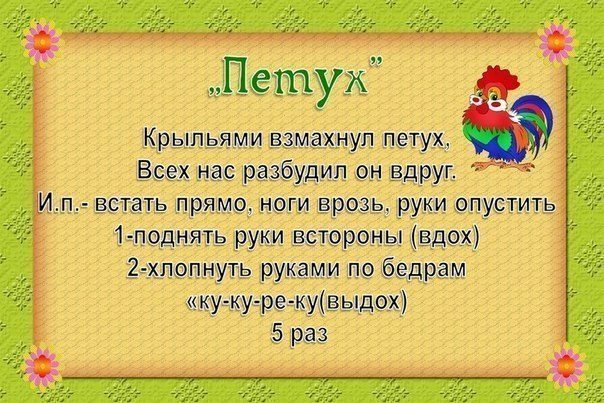 „Петух”
Крыльями взмахнул петух,
Всех нас разбудил он вдруг.
И.п.- встать прямо, ноги врозь, руки опустить
1-поднять руки встороны (вдох)
2-хлопнуть руками по бедрам
«ку-ку-ре-ку(выдох)
5 раз